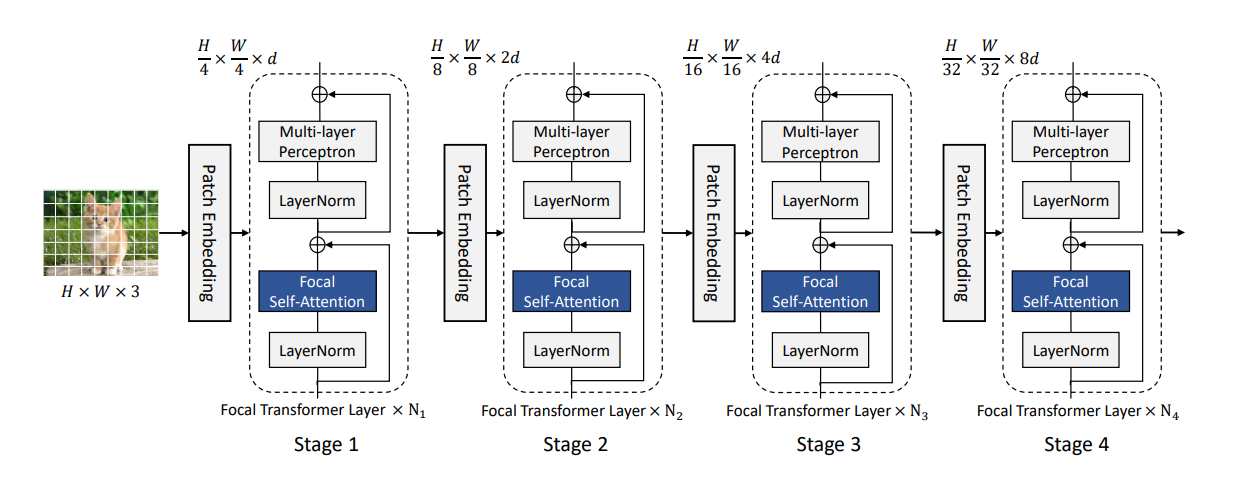 H/4 × W/4 × d
H/8 × W/8 × 2d
H/16 × W/16 × 4d
H/32 × W/32 × 8d
H × W × 3
Patch Embedding
Multi-layer
Perceptron
LayerNorm
Focal
Self-Attention
LayerNorm
Focal Transformer Layer × N₁
Stage 1
Patch Embedding
Multi-layer
Perceptron
LayerNorm
Focal
Self-Attention
LayerNorm
Focal Transformer Layer × N₂
Stage 2
Patch Embedding
Multi-layer
Perceptron
LayerNorm
Focal
Self-Attention
LayerNorm
Focal Transformer Layer × N₃
Stage 3
Patch Embedding
Multi-layer
Perceptron
LayerNorm
Focal
Self-Attention
LayerNorm
Focal Transformer Layer × N₄
Stage 4